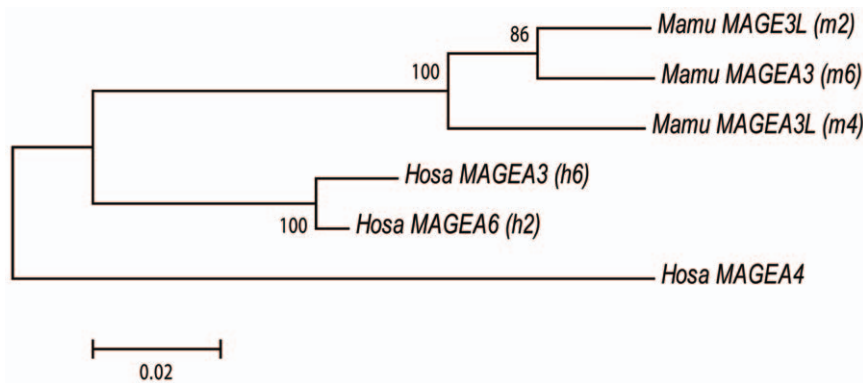 86
Mamu MAGE3L (m2)
Mamu MAGEA3 (m6)
100
Mamu MAGEA3L (m4)
Hosa MAGEA3 (h6)
100
Hosa MAGEA6 (h2)
Hosa MAGEA4
0.02